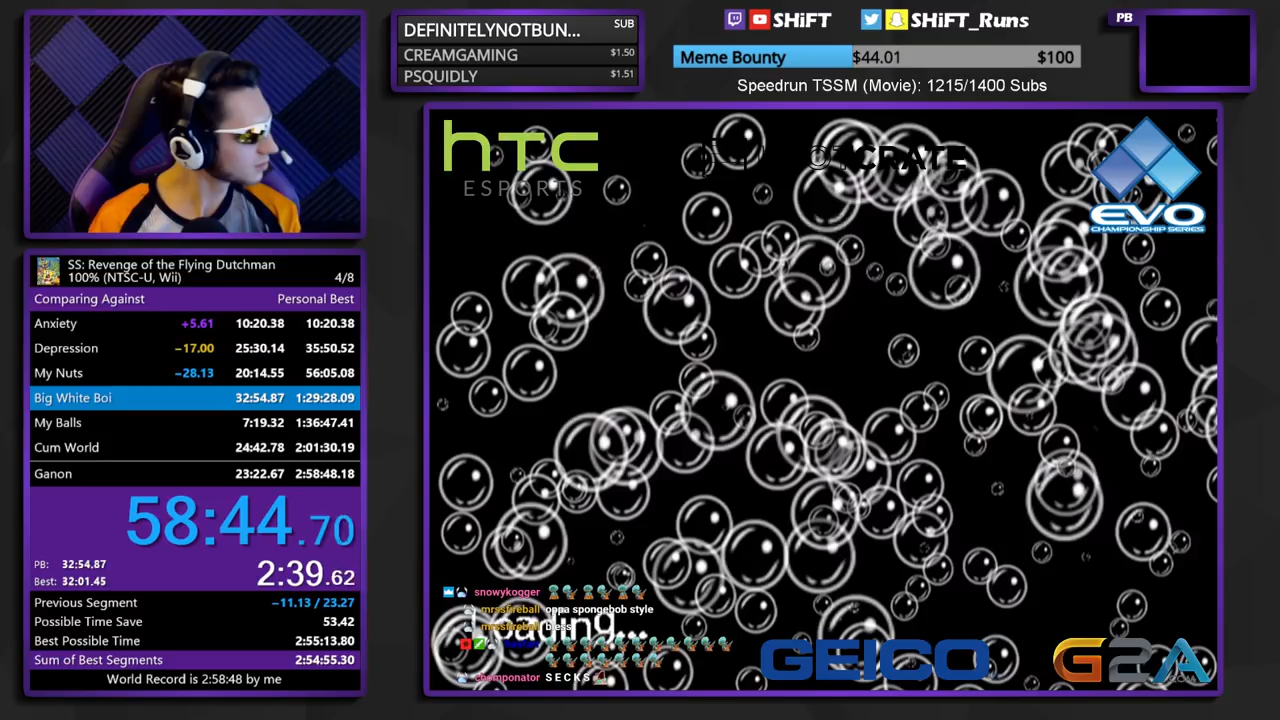 DEFINITELYNOTBUN... SUB
CREAMGAMING $1.50
PSQUIDLY $1.51
SHiFT SHiFT_Runs
Meme Bounty $44.01 $100
Speedrun TSSM (Movie): 1215/1400 Subs
PB
hTC
ESPORTS
CRATE
EVO
CHAMPIONSHIP SERIES
SS: Revenge of the Flying Dutchman
100% (NTSC-U, Wii) 4/8
Comparing Against Personal Best
Anxiety +5.61 10:20.38 10:20.38
Depression −17.00 25:30.14 35:50.52
My Nuts −28.13 20:14.55 56:05.08
Big White Boi 32:54.87 1:29:28.09
My Balls 7:19.32 1:36:47.41
Cum World 24:42.78 2:01:30.19
Ganon 23:22.67 2:58:48.18
58:44.70
PB: 32:54.87
Best: 32:01.45
2:39.62
Previous Segment −11.13 / 23.27
Possible Time Save 53.42
Best Possible Time 2:55:13.80
Sum of Best Segments 2:54:55.30
World Record is 2:58:48 by me
snowykogger
mrssfireball oppa spongebob style
mrssfireball bless
Loading...
chomponator S E C K S
GEICO
G2A
.COM